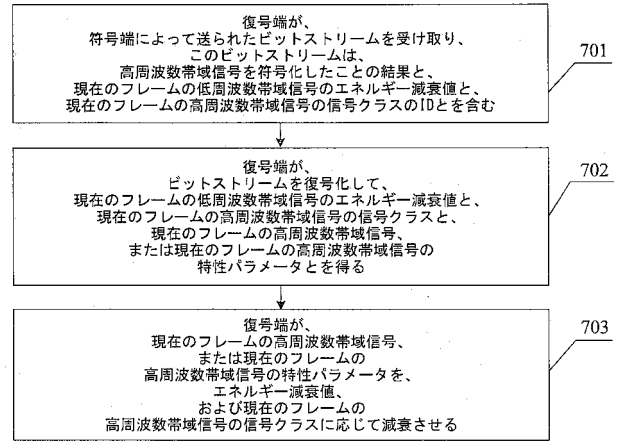 復号端が、
符号端によって送られたビットストリームを受け取り、
このビットストリームは、
高周波数帯域信号を符号化したことの結果と、
現在のフレームの低周波数帯域信号のエネルギー減衰値と、
現在のフレームの高周波数帯域信号の信号クラスのIDとを含む
701
復号端が、
ビットストリームを復号化して、
現在のフレームの低周波数帯域信号のエネルギー減衰値と、
現在のフレームの高周波数帯域信号の信号クラスと、
現在のフレームの高周波数帯域信号、
または現在のフレームの高周波数帯域信号の
特性パラメータとを得る
702
復号端が、
現在のフレームの高周波数帯域信号、
または現在のフレームの
高周波数帯域信号の特性パラメータを、
エネルギー減衰値、
および現在のフレームの
高周波数帯域信号の信号クラスに応じて減衰させる
703